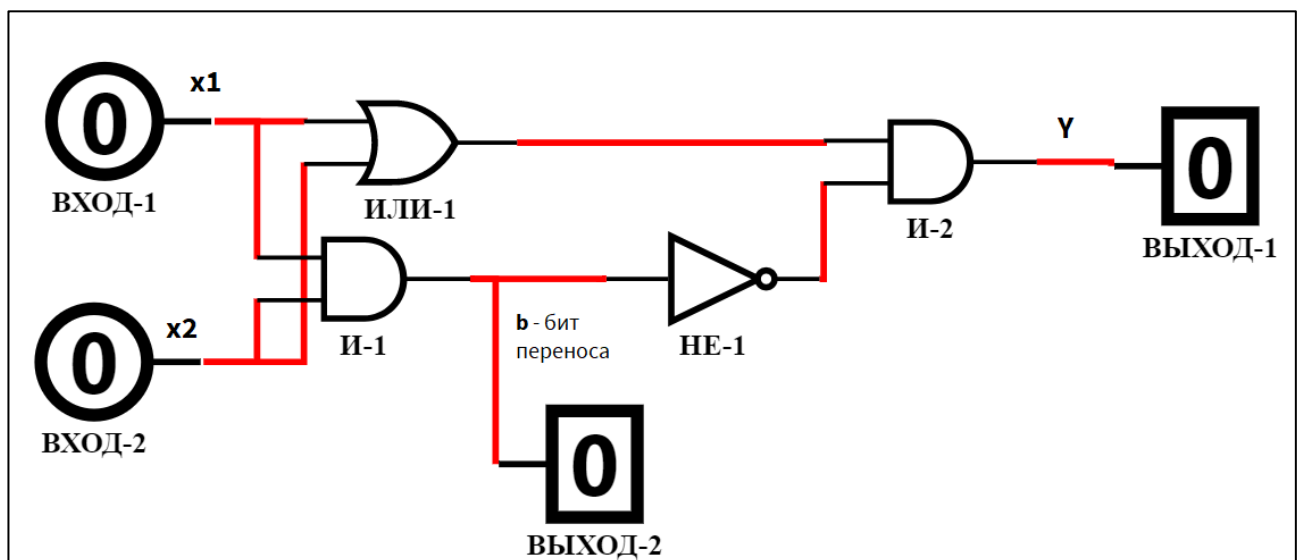 x1
0
ВХОД-1
ИЛИ-1
Y
0
И-2
ВЫХОД-1
x2
0
ВХОД-2
И-1
b - бит
переноса
НЕ-1
0
ВЫХОД-2